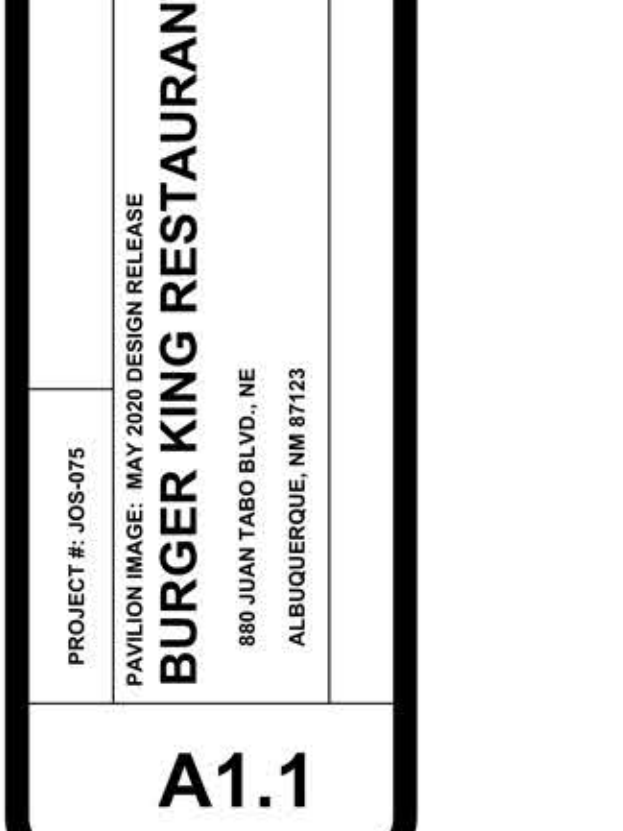 PROJECT #: JOS-075
PAVILION IMAGE: MAY 2020 DESIGN RELEASE
BURGER KING RESTAURAN
880 JUAN TABO BLVD., NE
ALBUQUERQUE, NM 87123
A1.1